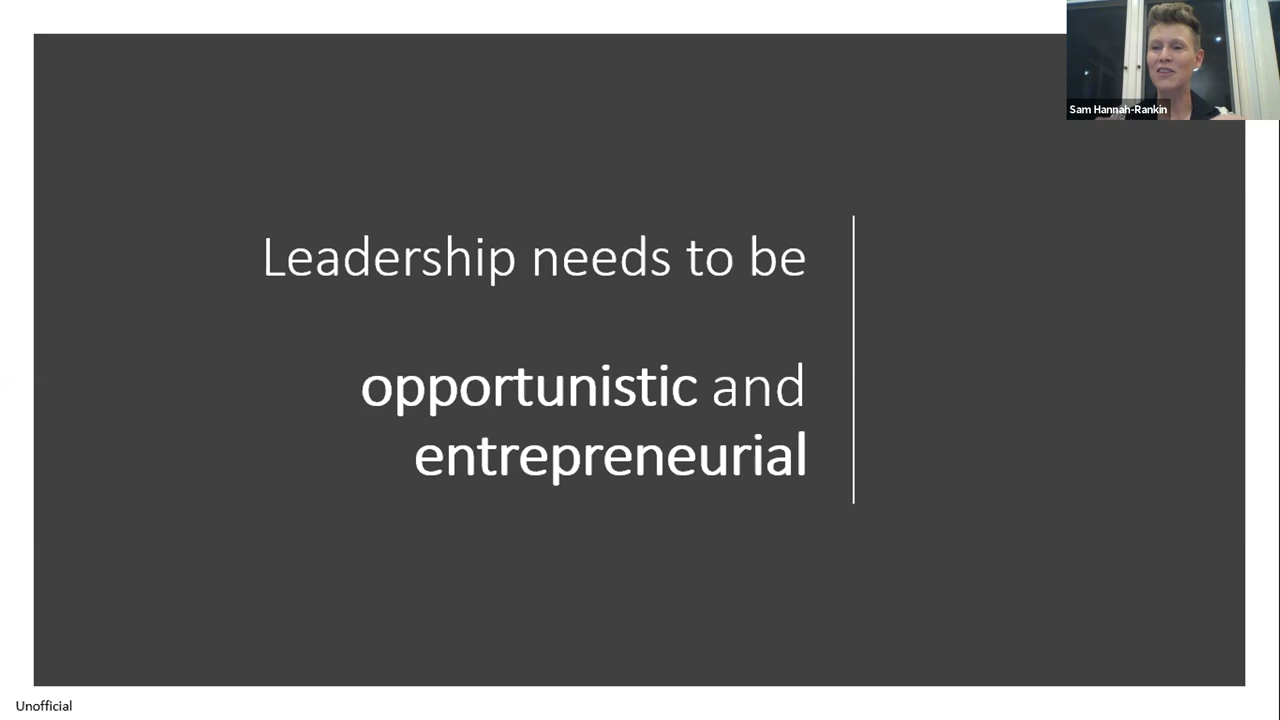 Sam Hannah-Rankin
Leadership needs to be
opportunistic and
entrepreneurial
Unofficial